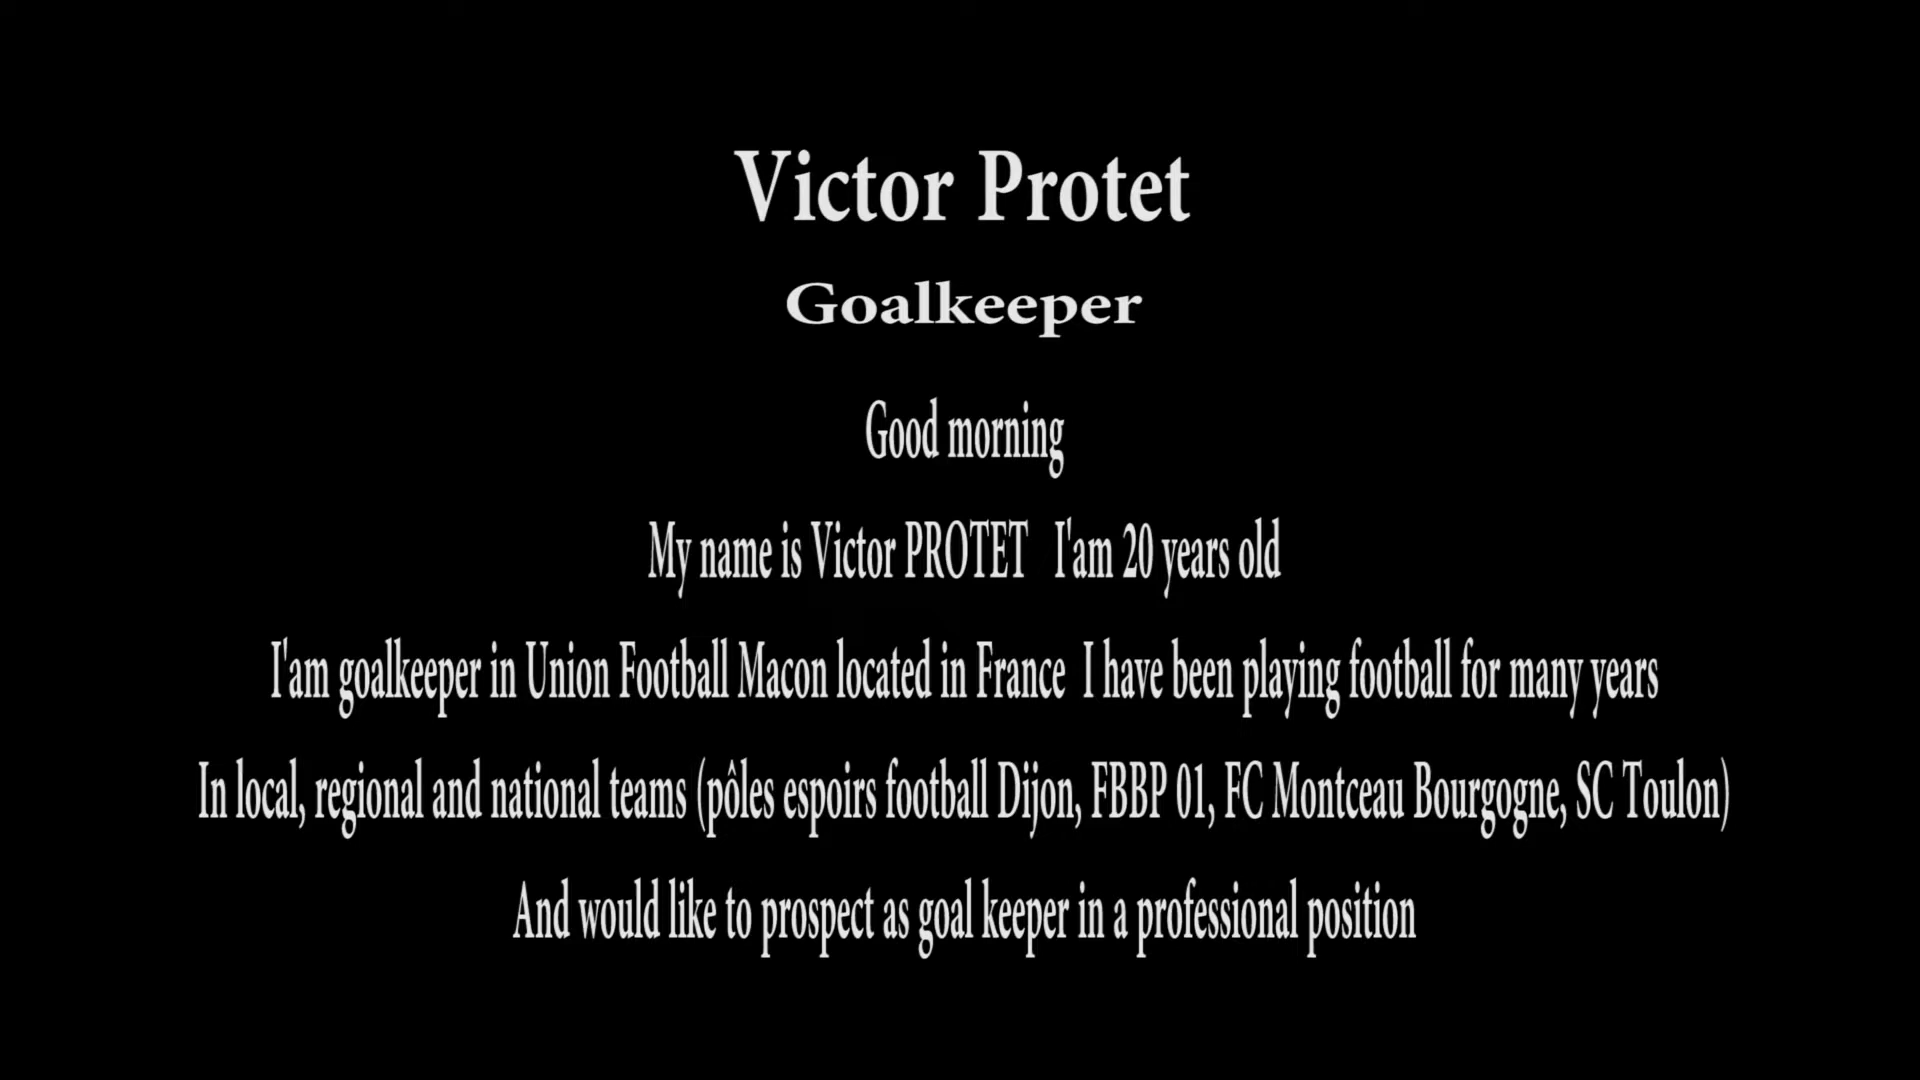 Victor Protet
Goalkeeper
Good morning
My name is Victor PROTET   I'am 20 years old
I'am goalkeeper in Union Football Macon located in France  I have been playing football for many years
In local, regional and national teams (pôles espoirs football Dijon, FBBP 01, FC Montceau Bourgogne, SC Toulon)
And would like to prospect as goal keeper in a professional position